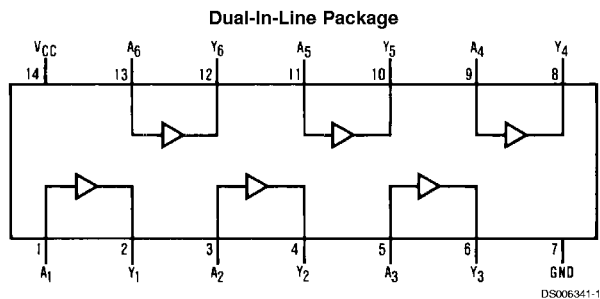 Dual-In-Line Package
VCC A6 Y6 A5 Y5 A4 Y4
14 13 12 11 10 9 8
1 2 3 4 5 6 7
A1 Y1 A2 Y2 A3 Y3 GND
DS006341-1